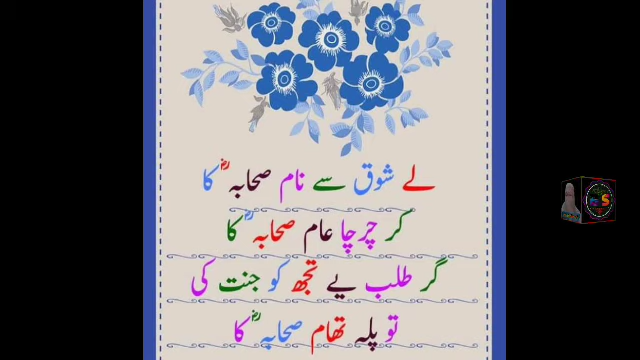 لے شوق سے نام صحابہ ؓ کا
کر چرچا عام صحابہ ؓ کا
گر طلب یے تجھ کو جنت کی
تو پلہ تھام صحابہ ؓ کا